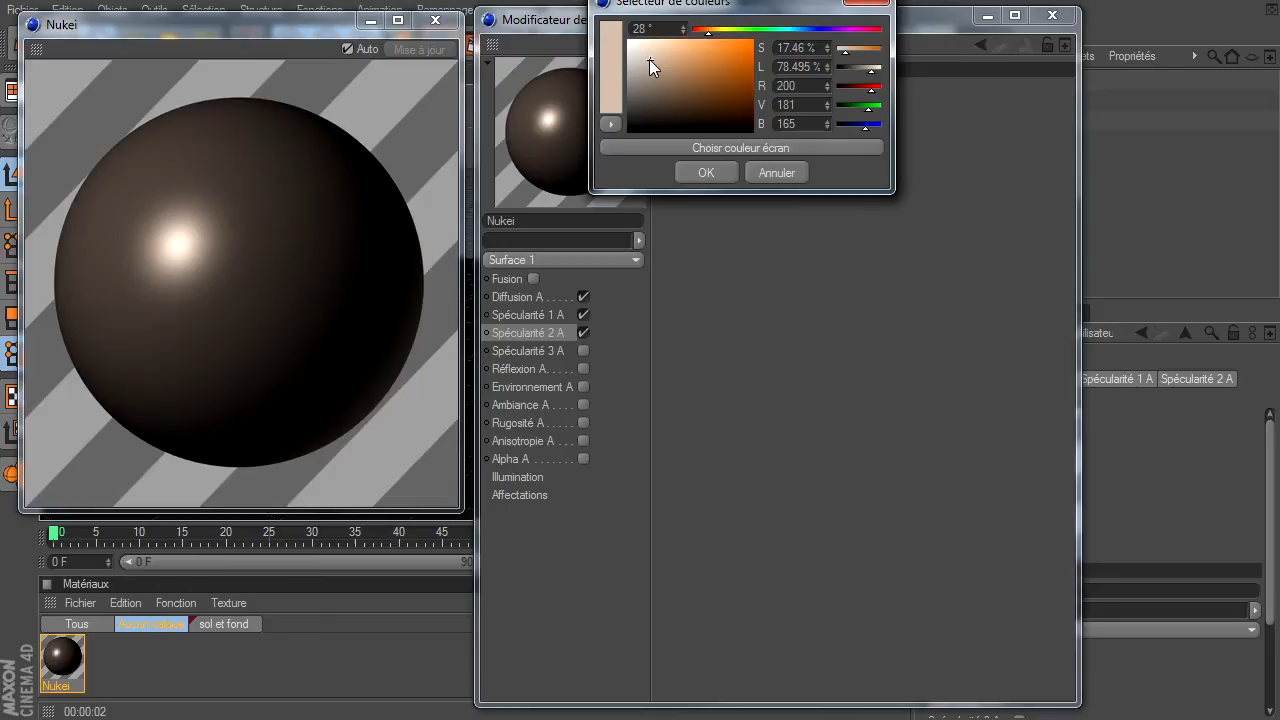 Nukei
Auto
Mise à jour
Modificateur de
Sélecteur de couleurs
28 °
S 17.46 %
L 78.495 %
R 200
V 181
B 165
Choisr couleur écran
OK
Annuler
Propriétés
Nukei
Surface 1
Fusion
Diffusion A . . . . .
Spécularité 1 A
Spécularité 2 A
Spécularité 3 A
Réflexion A. . . . .
Environnement A
Ambiance A . . .
Rugosité A . . . .
Anisotropie A . . .
Alpha A . . . . . . .
Illumination
Affectations
ilisateur
Spécularité 1 A
Spécularité 2 A
0 5 10 15 20 25 30 35 40 45
0 F
0 F
90
Matériaux
Fichier Edition Fonction Texture
Tous
sol et fond
Nukei
MAXON
CINEMA 4D
00:00:02